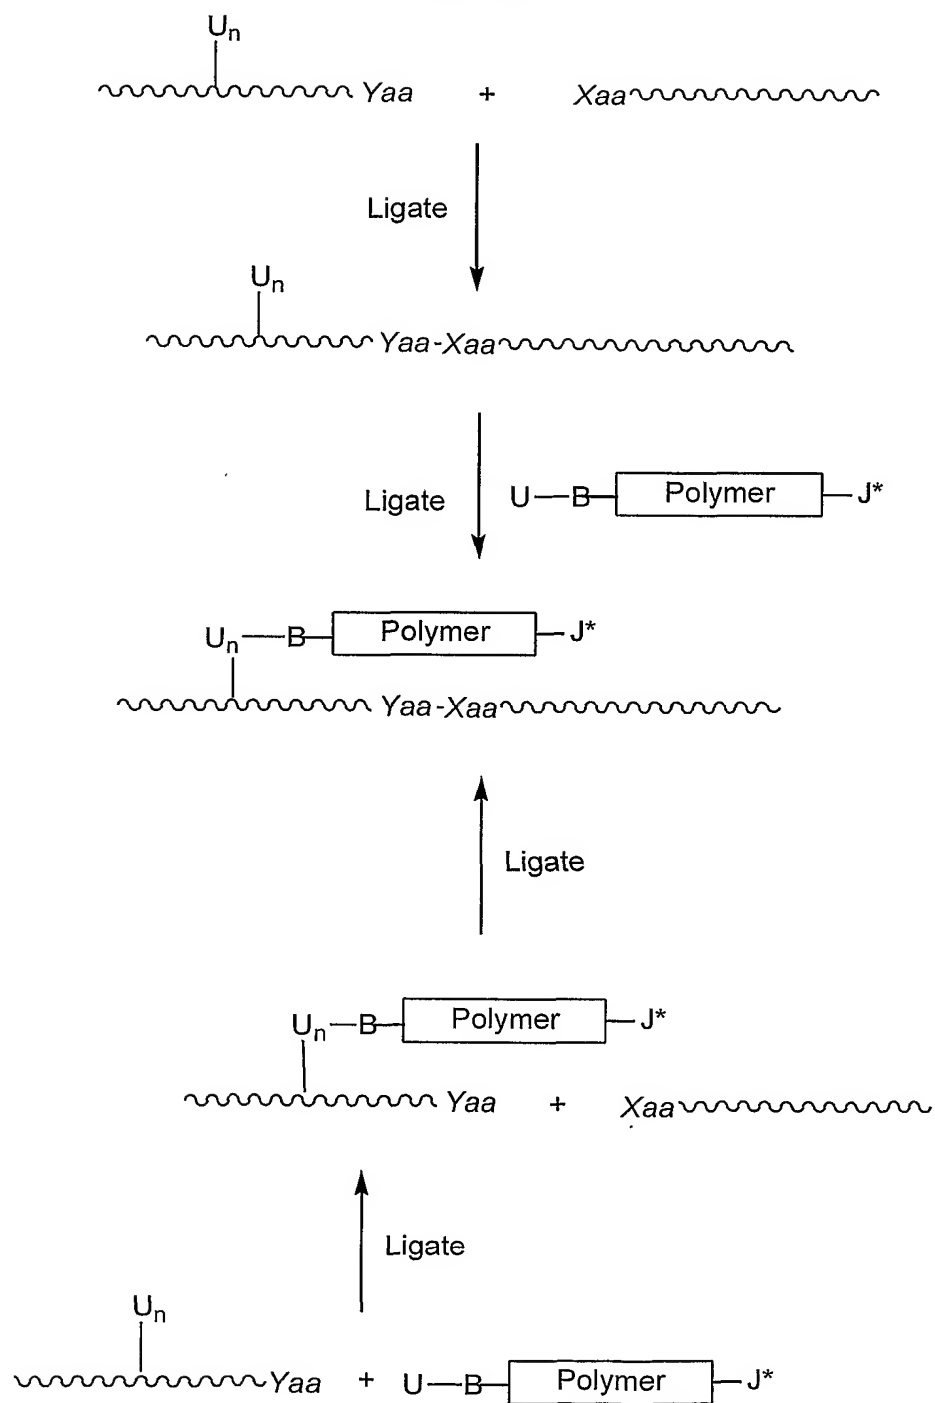 Uₙ
Yaa + Xaa
Ligate
Uₙ
Yaa-Xaa
Ligate U—B—Polymer—J*
Uₙ—B—Polymer—J*
Yaa-Xaa
Ligate
Uₙ—B—Polymer—J*
Yaa + Xaa
Ligate
Uₙ
Yaa + U—B—Polymer—J*